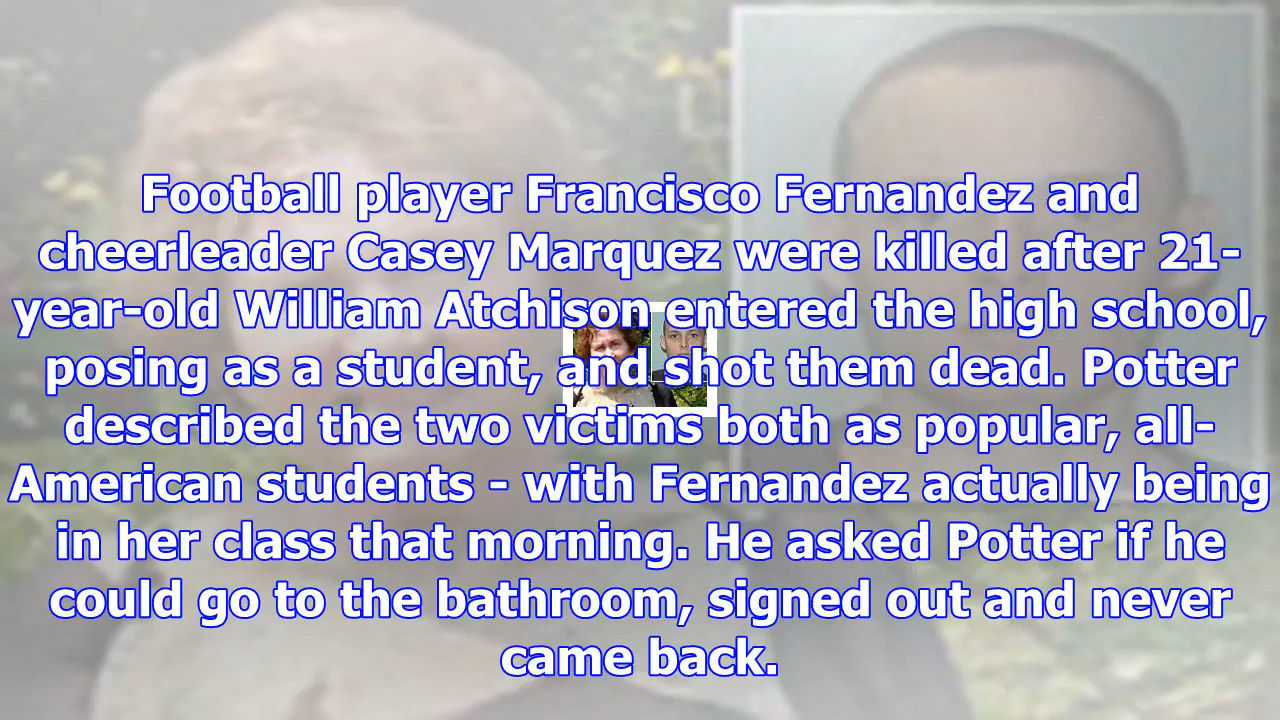 Football player Francisco Fernandez and
cheerleader Casey Marquez were killed after 21-
year-old William Atchison entered the high school,
posing as a student, and shot them dead. Potter
described the two victims both as popular, all-
American students - with Fernandez actually being
in her class that morning. He asked Potter if he
could go to the bathroom, signed out and never
came back.